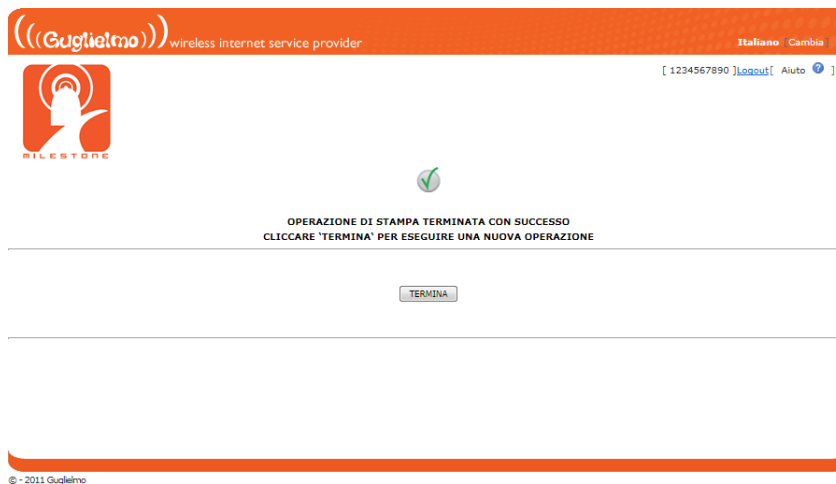 (((Guglielmo))) wireless internet service provider
Italiano [Cambia]
[ 1234567890 ]Logout[ Aiuto ? ]
MILESTONE
OPERAZIONE DI STAMPA TERMINATA CON SUCCESSO
CLICCARE 'TERMINA' PER ESEGUIRE UNA NUOVA OPERAZIONE
TERMINA
© - 2011 Guglielmo